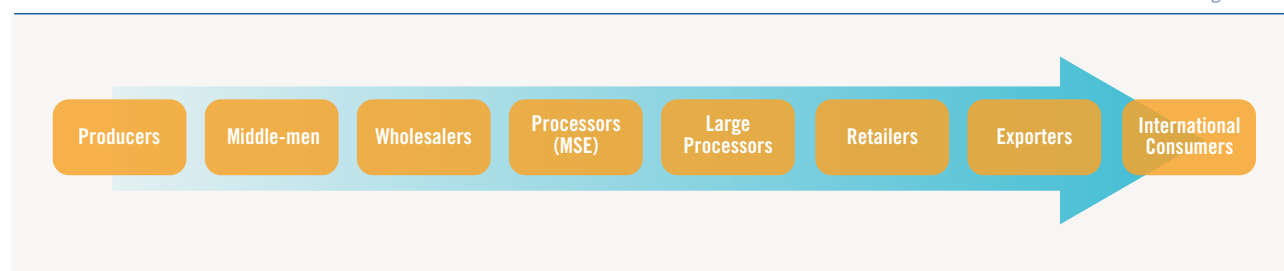 Producers
Middle-men
Wholesalers
Processors
(MSE)
Large
Processors
Retailers
Exporters
International
Consumers